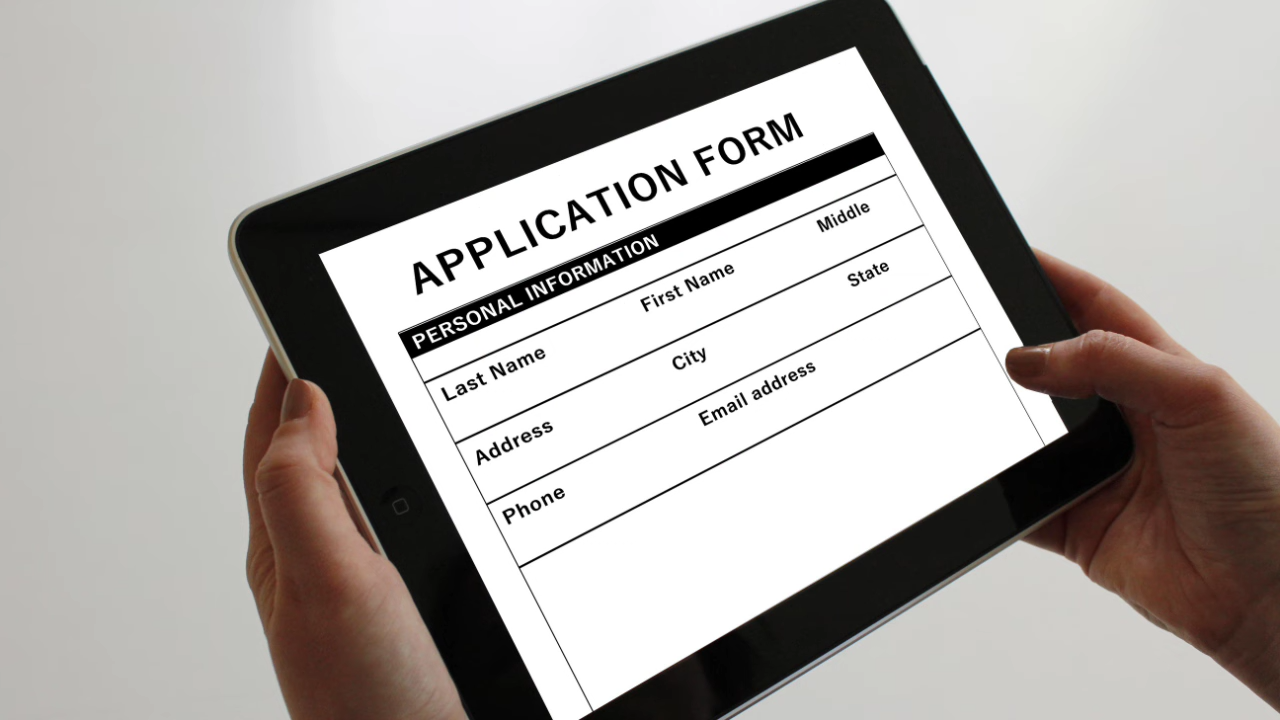 APPLICATION FORM
PERSONAL INFORMATION
Last Name First Name Middle
Address City State
Phone Email address